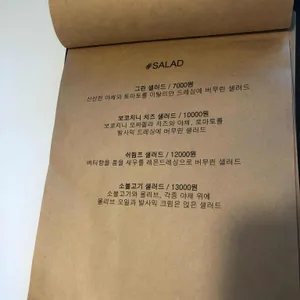 #SALAD
그린 샐러드 / 7000원
신선한 야채와 토마토를 이탈리안 드레싱에 버무린 샐러드
보코치니 치즈 샐러드 / 10000원
보코치니 모짜렐라 치즈와 야채, 토마토를
발사믹 드레싱에 버무린 샐러드
쉬림프 샐러드 / 12000원
버터향을 품을 새우를 레몬드레싱으로 버무린 샐러드
소불고기 샐러드 / 13000원
소불고기와 올리브, 각종 야채 위에
올리브 오일과 발사믹 크림은 얹은 샐러드